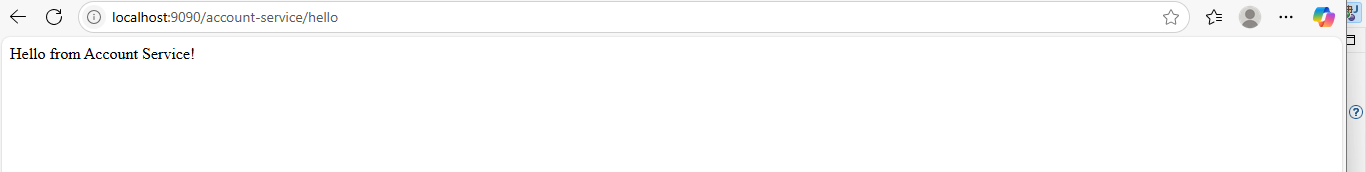 localhost:9090/account-service/hello
Hello from Account Service!